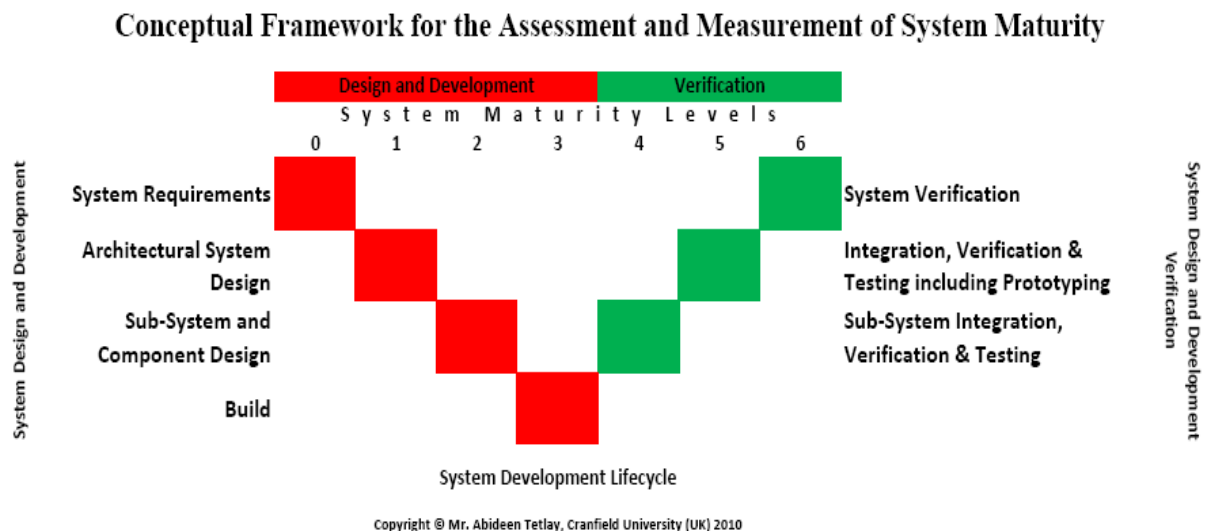 Conceptual Framework for the Assessment and Measurement of System Maturity
Design and Development
Verification
System Maturity Levels
0 1 2 3 4 5 6
System Design and Development
System Requirements
Architectural System
Design
Sub-System and
Component Design
Build
System Verification
Integration, Verification &
Testing including Prototyping
Sub-System Integration,
Verification & Testing
System Design and Development
Verification
System Development Lifecycle
Copyright © Mr. Abideen Tetlay, Cranfield University (UK) 2010